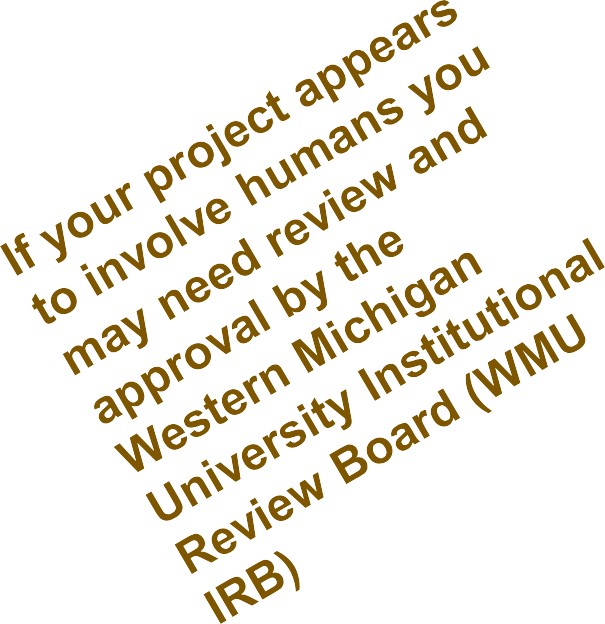 If your project appears
to involve humans you
may need review and
approval by the
Western Michigan
University Institutional
Review Board (WMU
IRB)